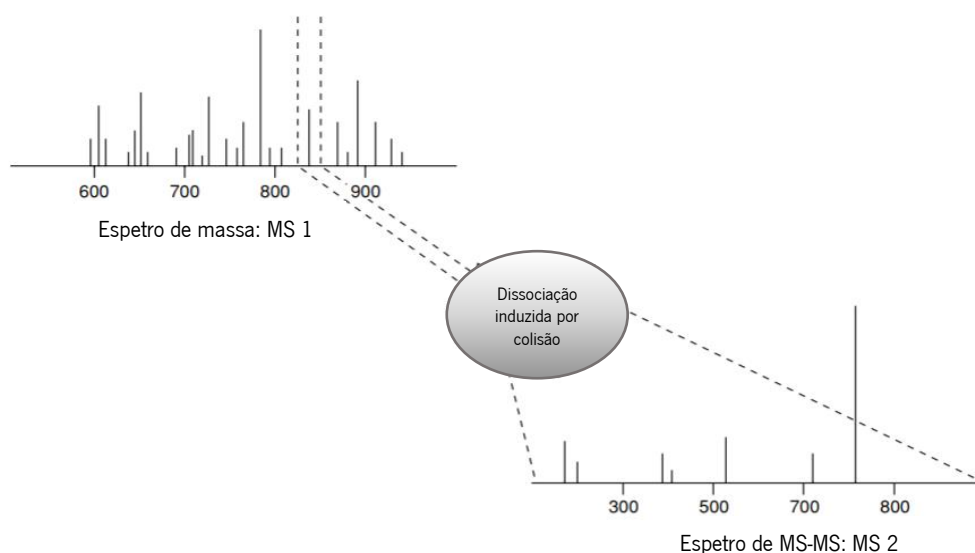 600 700 800 900
Espetro de massa: MS 1
Dissociação
induzida por
colisão
300 500 700 800
Espetro de MS-MS: MS 2